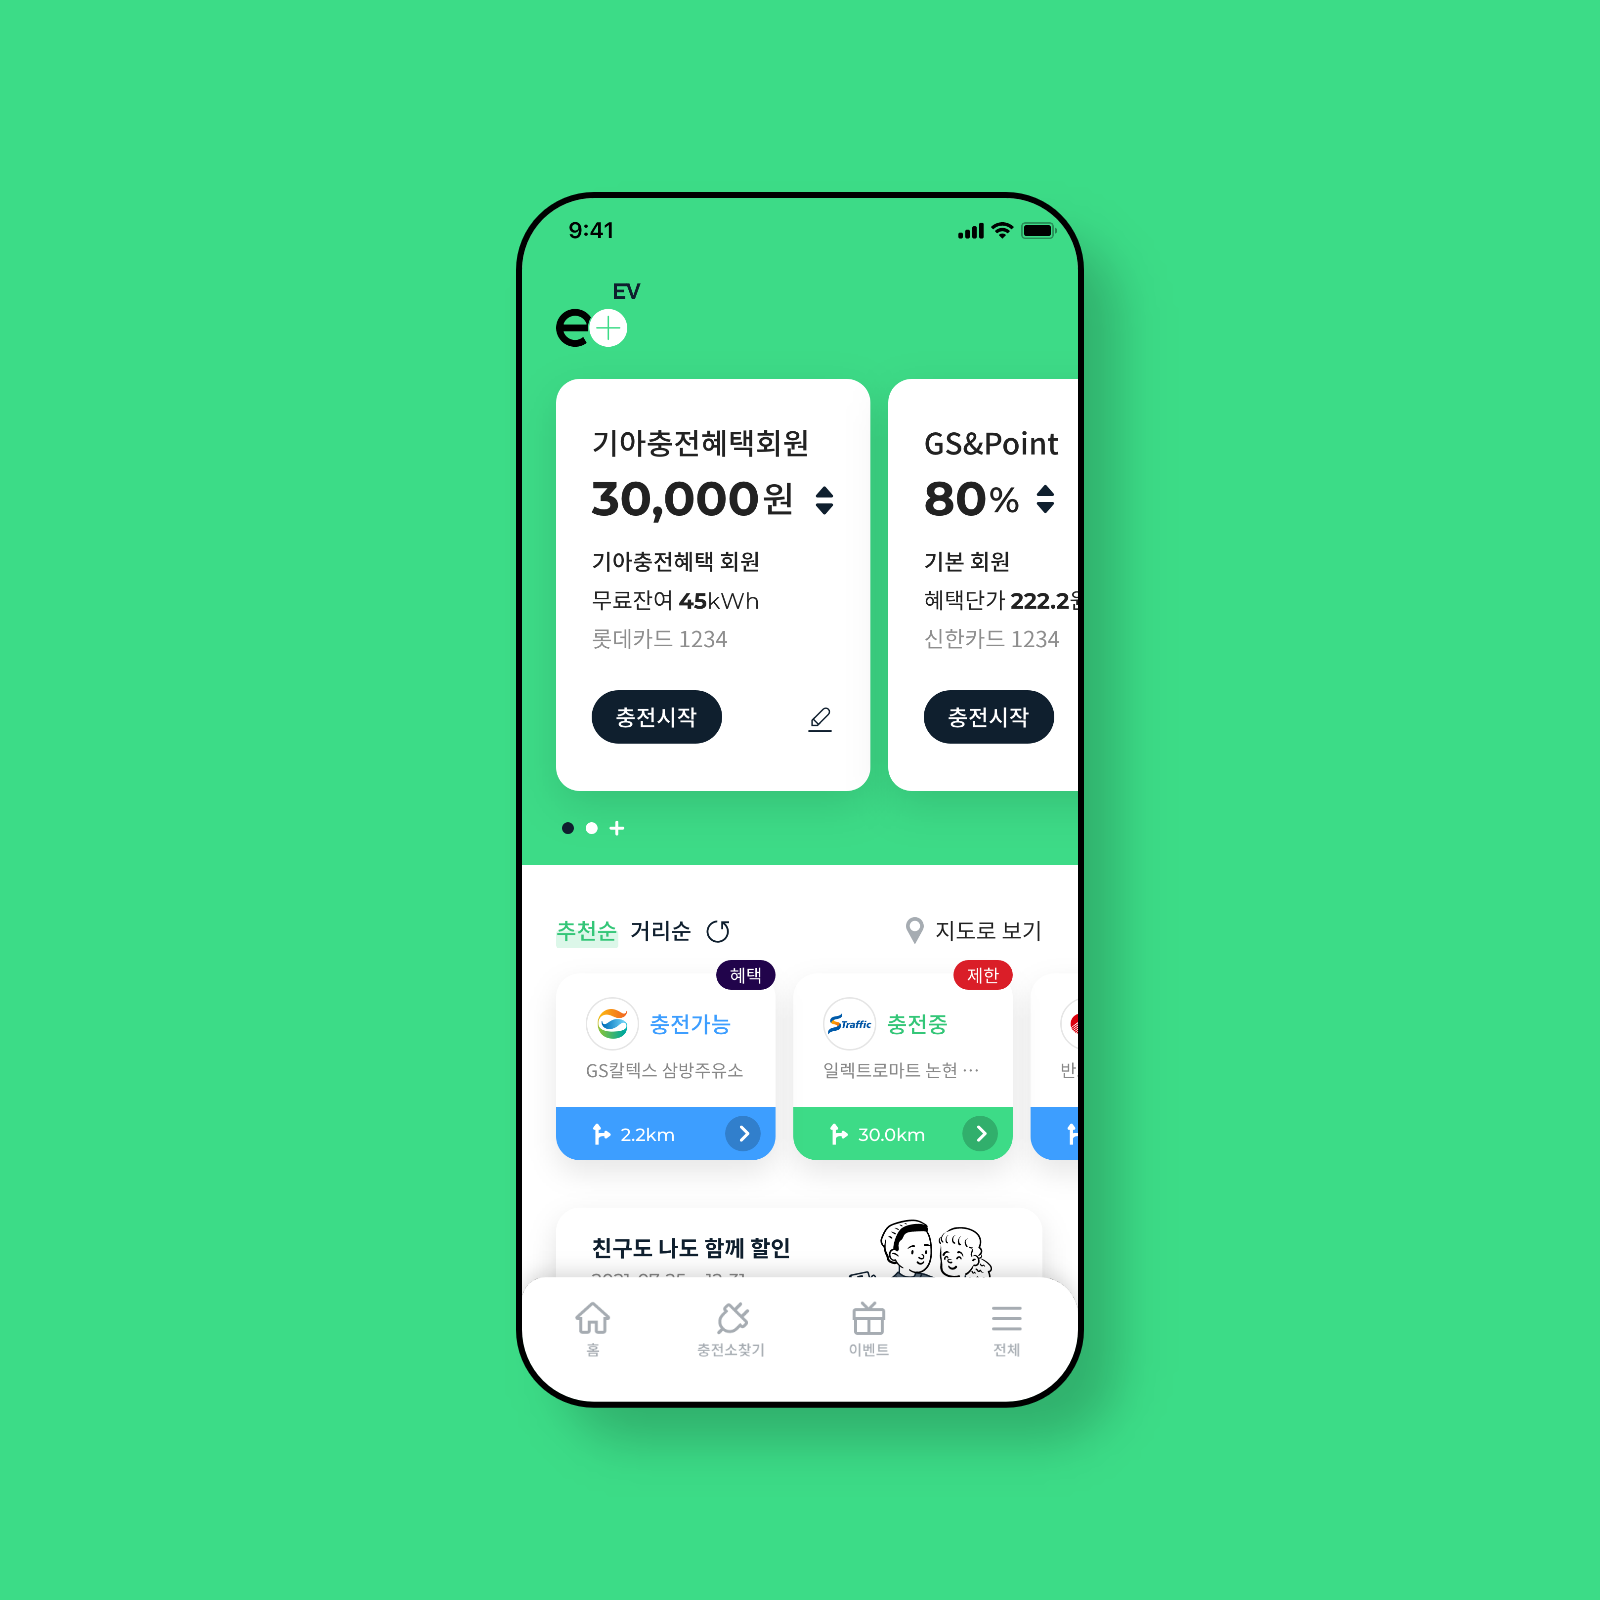 9:41
EV
e+
기아충전혜택회원
30,000원
기아충전혜택 회원
무료잔여 45kWh
롯데카드 1234
충전시작
GS&Point
80%
기본 회원
혜택단가 222.2원
신한카드 1234
충전시작
추천순 거리순
지도로 보기
혜택
충전가능
GS칼텍스 삼방주유소
2.2km
제한
STraffic
충전중
일렉트로마트 논현 ···
30.0km
반
친구도 나도 함께 할인
홈
충전소찾기
이벤트
전체